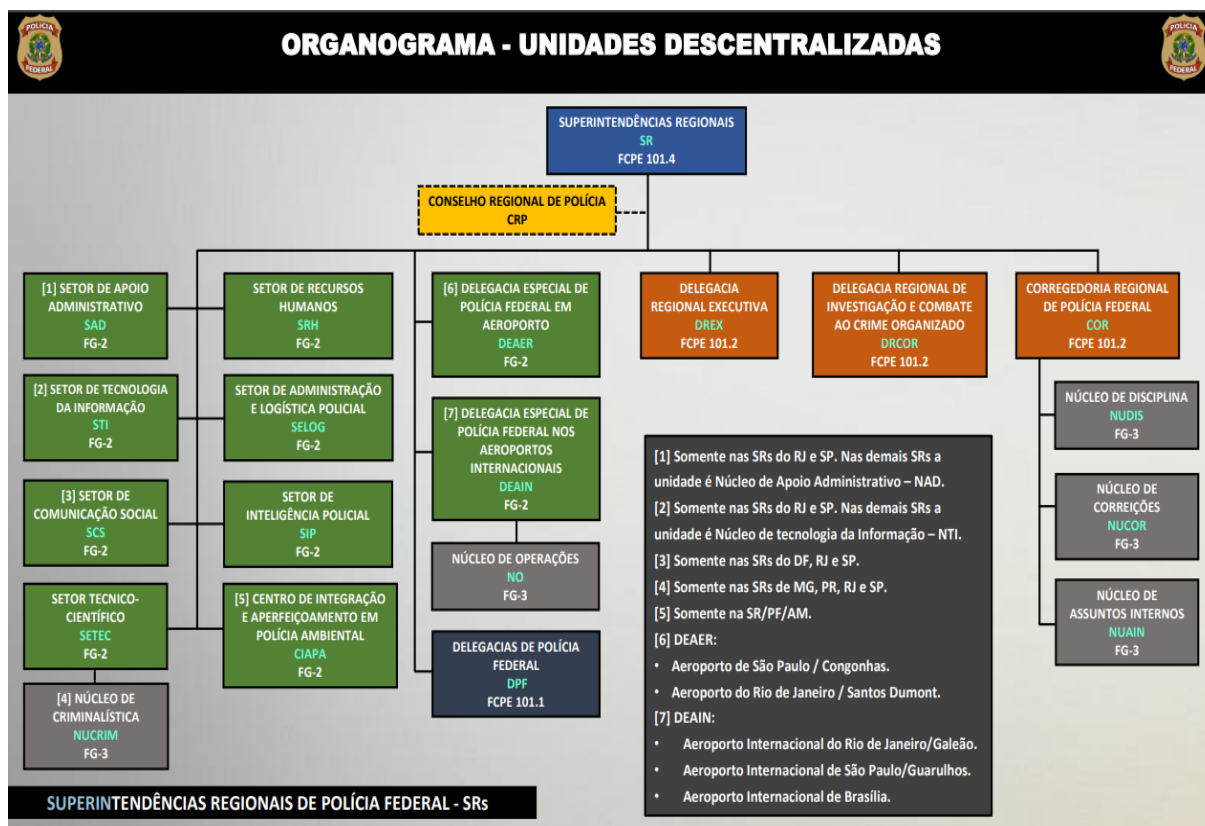 POLICIA
FEDERAL
ORGANOGRAMA - UNIDADES DESCENTRALIZADAS
POLICIA
FEDERAL
SUPERINTENDÊNCIAS REGIONAIS
SR
FCPE 101.4
CONSELHO REGIONAL DE POLÍCIA
CRP
[1] SETOR DE APOIO
ADMINISTRATIVO
SAD
FG-2
SETOR DE RECURSOS
HUMANOS
SRH
FG-2
[6] DELEGACIA ESPECIAL DE
POLÍCIA FEDERAL EM
AEROPORTO
DEAER
FG-2
DELEGACIA
REGIONAL EXECUTIVA
DREX
FCPE 101.2
DELEGACIA REGIONAL DE
INVESTIGAÇÃO E COMBATE
AO CRIME ORGANIZADO
DRCOR
FCPE 101.2
CORREGEDORIA REGIONAL
DE POLÍCIA FEDERAL
COR
FCPE 101.2
[2] SETOR DE TECNOLOGIA
DA INFORMAÇÃO
STI
FG-2
SETOR DE ADMINISTRAÇÃO
E LOGÍSTICA POLICIAL
SELOG
FG-2
[7] DELEGACIA ESPECIAL DE
POLÍCIA FEDERAL NOS
AEROPORTOS
INTERNACIONAIS
DEAIN
FG-2
NÚCLEO DE DISCIPLINA
NUDIS
FG-3
[3] SETOR DE
COMUNICAÇÃO SOCIAL
SCS
FG-2
SETOR DE
INTELIGÊNCIA POLICIAL
SIP
FG-2
NÚCLEO DE OPERAÇÕES
NO
FG-3
NÚCLEO DE
CORREIÇÕES
NUCOR
FG-3
SETOR TECNICO-
CIENTÍFICO
SETEC
FG-2
[5] CENTRO DE INTEGRAÇÃO
E APERFEIÇOAMENTO EM
POLÍCIA AMBIENTAL
CIAPA
FG-2
DELEGACIAS DE POLÍCIA
FEDERAL
DPF
FCPE 101.1
NÚCLEO DE
ASSUNTOS INTERNOS
NUAIN
FG-3
[4] NÚCLEO DE
CRIMINALÍSTICA
NUCRIM
FG-3
[1] Somente nas SRs do RJ e SP. Nas demais SRs a
unidade é Núcleo de Apoio Administrativo – NAD.
[2] Somente nas SRs do RJ e SP. Nas demais SRs a
unidade é Núcleo de tecnologia da Informação – NTI.
[3] Somente nas SRs do DF, RJ e SP.
[4] Somente nas SRs de MG, PR, RJ e SP.
[5] Somente na SR/PF/AM.
[6] DEAER:
• Aeroporto de São Paulo / Congonhas.
• Aeroporto do Rio de Janeiro / Santos Dumont.
[7] DEAIN:
• Aeroporto Internacional do Rio de Janeiro/Galeão.
• Aeroporto Internacional de São Paulo/Guarulhos.
• Aeroporto Internacional de Brasília.
SUPERINTENDÊNCIAS REGIONAIS DE POLÍCIA FEDERAL - SRs